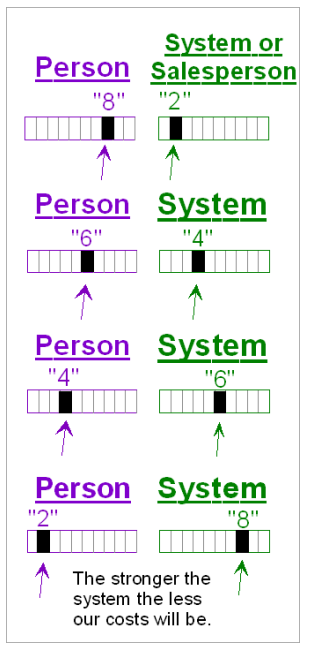 System or
Person Salesperson
"8" "2"
Person System
"6" "4"
Person System
"4" "6"
Person System
"2" "8"
The stronger the
system the less
our costs will be.